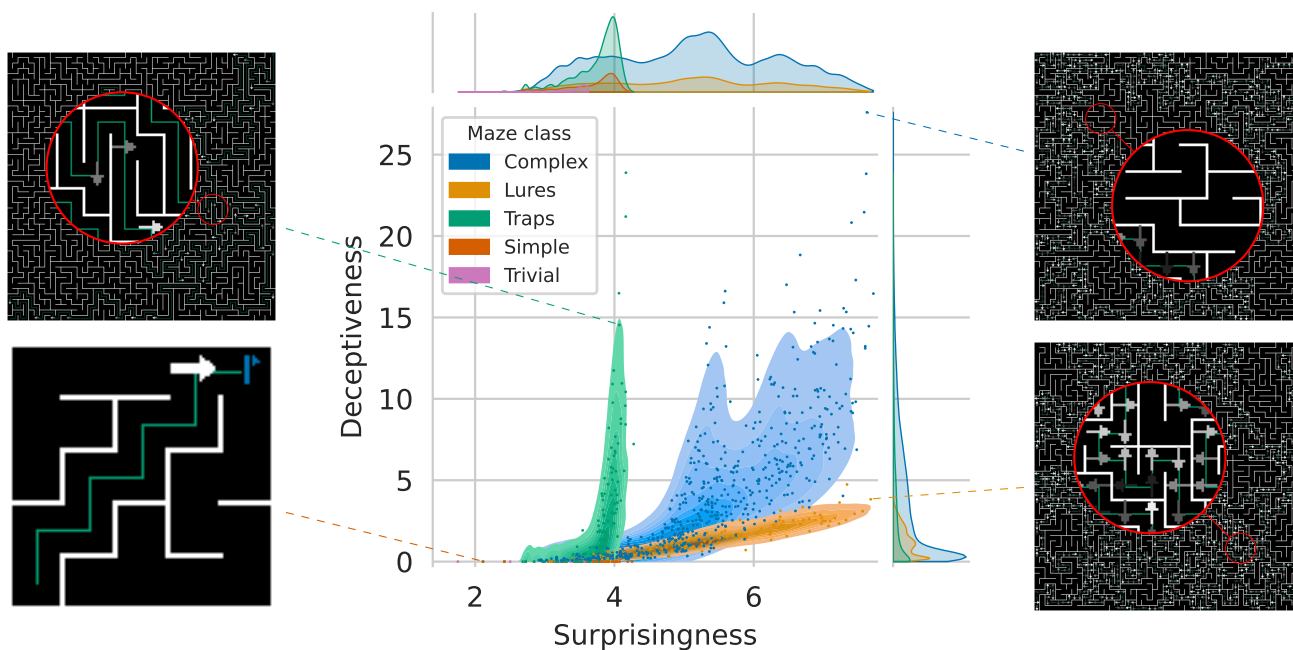 Maze class
Complex
Lures
Traps
Simple
Trivial
Deceptiveness
25
20
15
10
5
0
2 4 6
Surprisingness